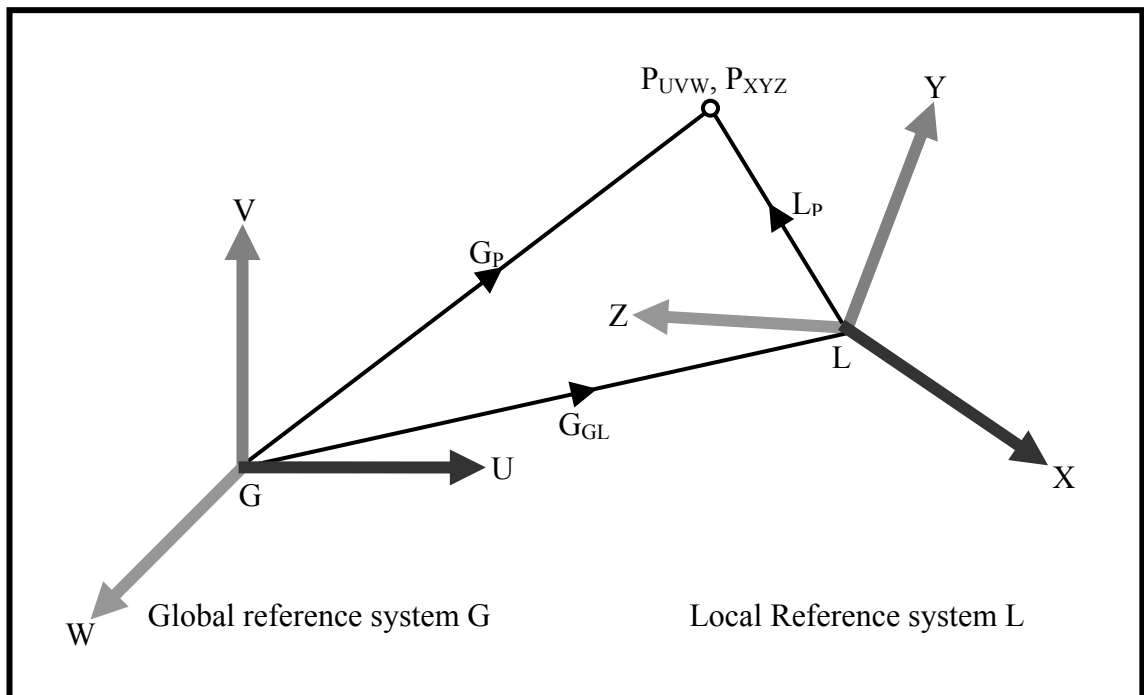 P_UVW, P_XYZ
Y
V
L_P
G_P
Z
L
G_GL
U
X
G
W
Global reference system G
Local Reference system L